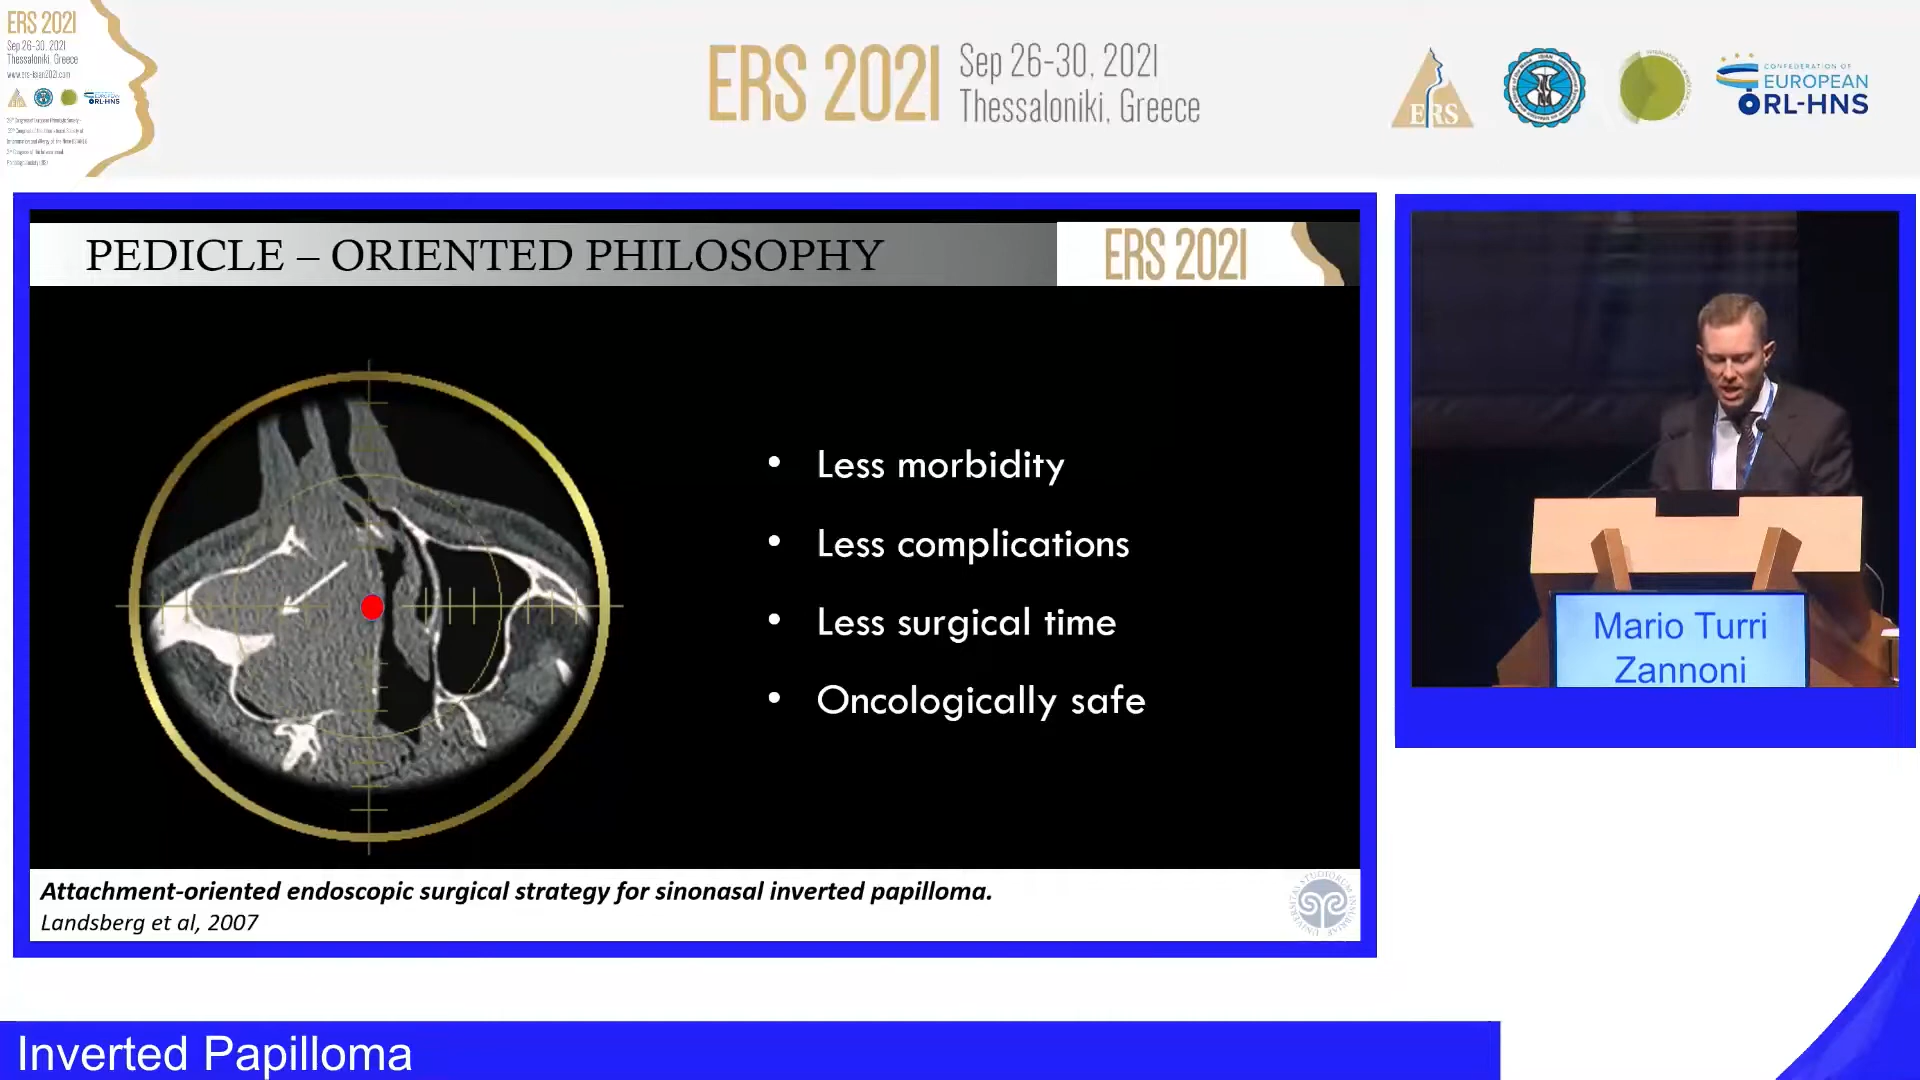 ERS 2021
Sep 26-30, 2021
Thessaloniki, Greece
www.ers-isian2021.com
ORL-HNS
ERS 2021
Sep 26-30, 2021
Thessaloniki, Greece
ERS
CONFEDERATION OF
EUROPEAN
ORL-HNS
PEDICLE – ORIENTED PHILOSOPHY
ERS 2021
• Less morbidity
• Less complications
• Less surgical time
• Oncologically safe
Attachment-oriented endoscopic surgical strategy for sinonasal inverted papilloma.
Landsberg et al, 2007
Mario Turri
Zannoni
Inverted Papilloma